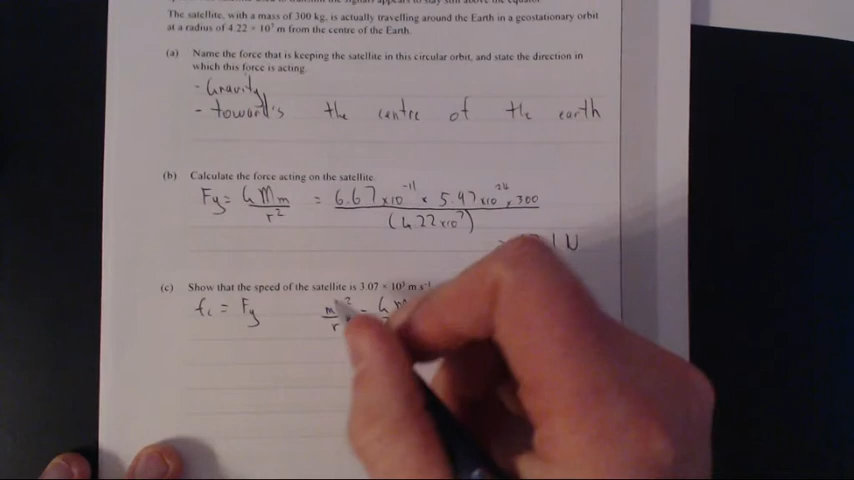 The satellite, with a mass of 300 kg, is actually travelling around the Earth in a geostationary orbit
at a radius of 4.22 × 10⁷ m from the centre of the Earth.
(a) Name the force that is keeping the satellite in this circular orbit, and state the direction in
which this force is acting.
- Gravity
- toward's the centre of the earth
(b) Calculate the force acting on the satellite.
Fg = GMm/r² = 6.67×10⁻¹¹ × 5.97×10²⁴ × 300 / (4.22×10⁷)
N
(c) Show that the speed of the satellite is 3.07 × 10³ m s⁻¹
fc = Fg